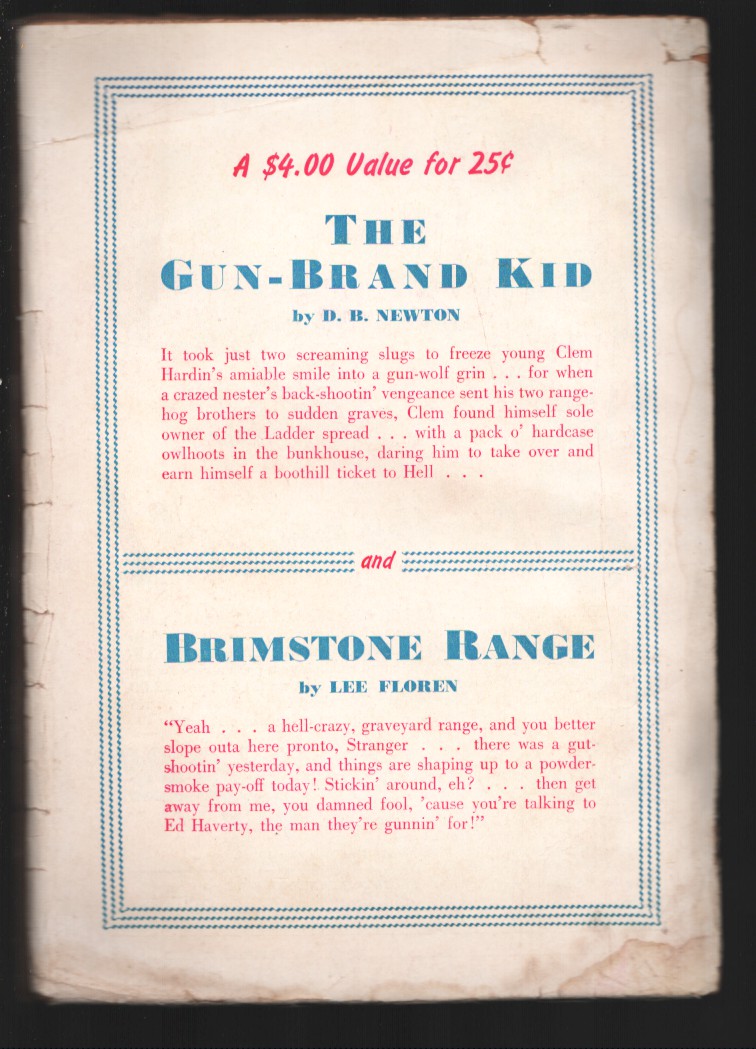 A $4.00 Value for 25¢
THE
GUN-BRAND KID
by D. B. NEWTON
It took just two screaming slugs to freeze young Clem
Hardin's amiable smile into a gun-wolf grin . . . for when
a crazed nester's back-shootin' vengeance sent his two range-
hog brothers to sudden graves, Clem found himself sole
owner of the Ladder spread . . . with a pack o' hardcase
owlhoots in the bunkhouse, daring him to take over and
earn himself a boothill ticket to Hell . . .
and
BRIMSTONE RANGE
by LEE FLOREN
“Yeah . . . a hell-crazy, graveyard range, and you better
slope outa here pronto, Stranger . . . there was a gut-
shootin' yesterday, and things are shaping up to a powder-
smoke pay-off today! Stickin' around, eh? . . . then get
away from me, you damned fool, 'cause you're talking to
Ed Haverty, the man they're gunnin' for!”